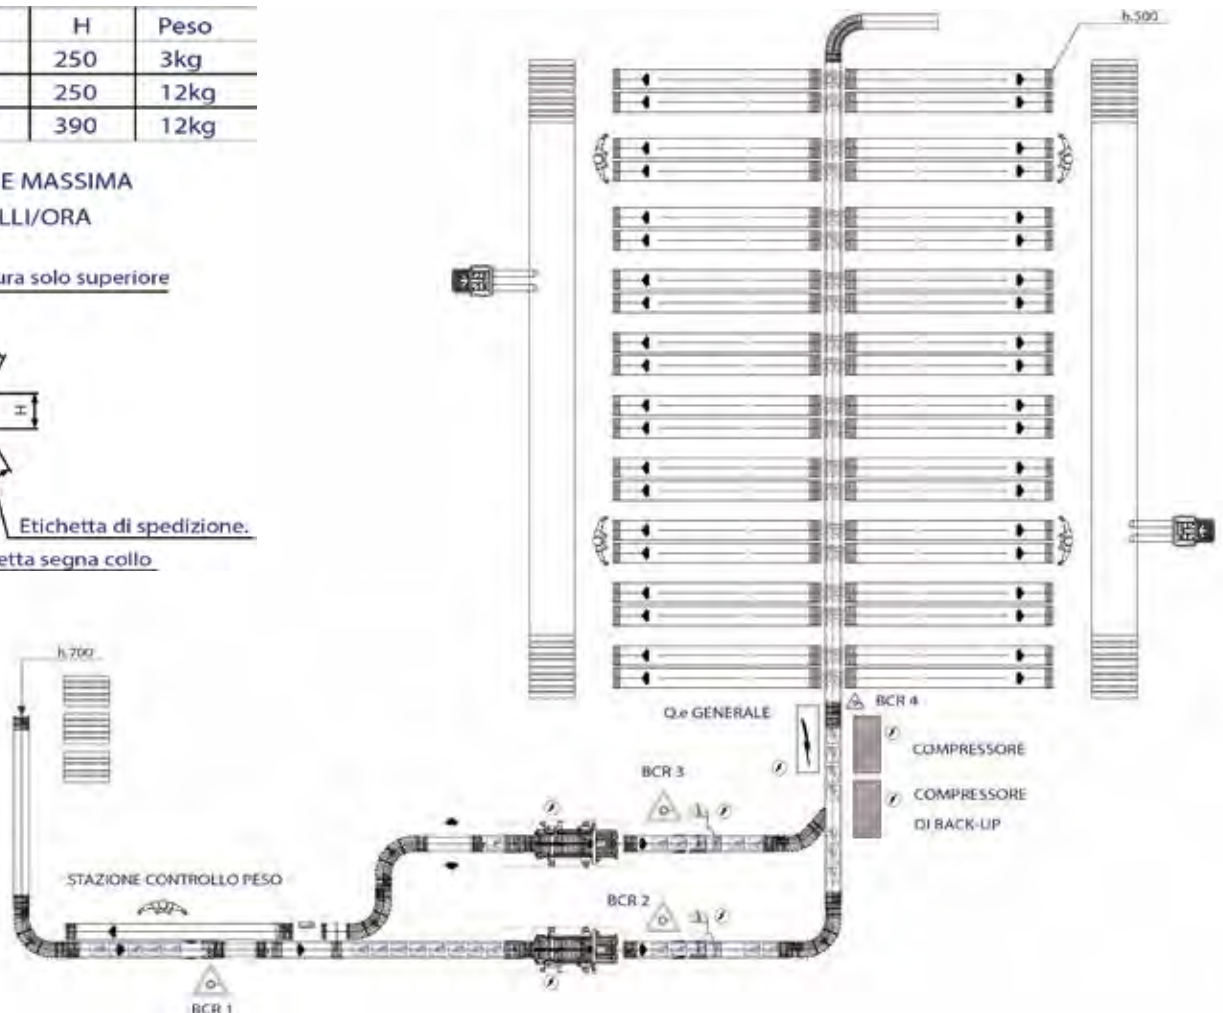 H Peso
250 3kg
250 12kg
390 12kg
E MASSIMA
LLI/ORA
ura solo superiore
H
Etichetta di spedizione.
etta segna collo
h.500
h.700
Q.e GENERALE
BCR 4
COMPRESSORE
BCR 3
COMPRESSORE
DI BACK-UP
STAZIONE CONTROLLO PESO
BCR 2
BCR 1